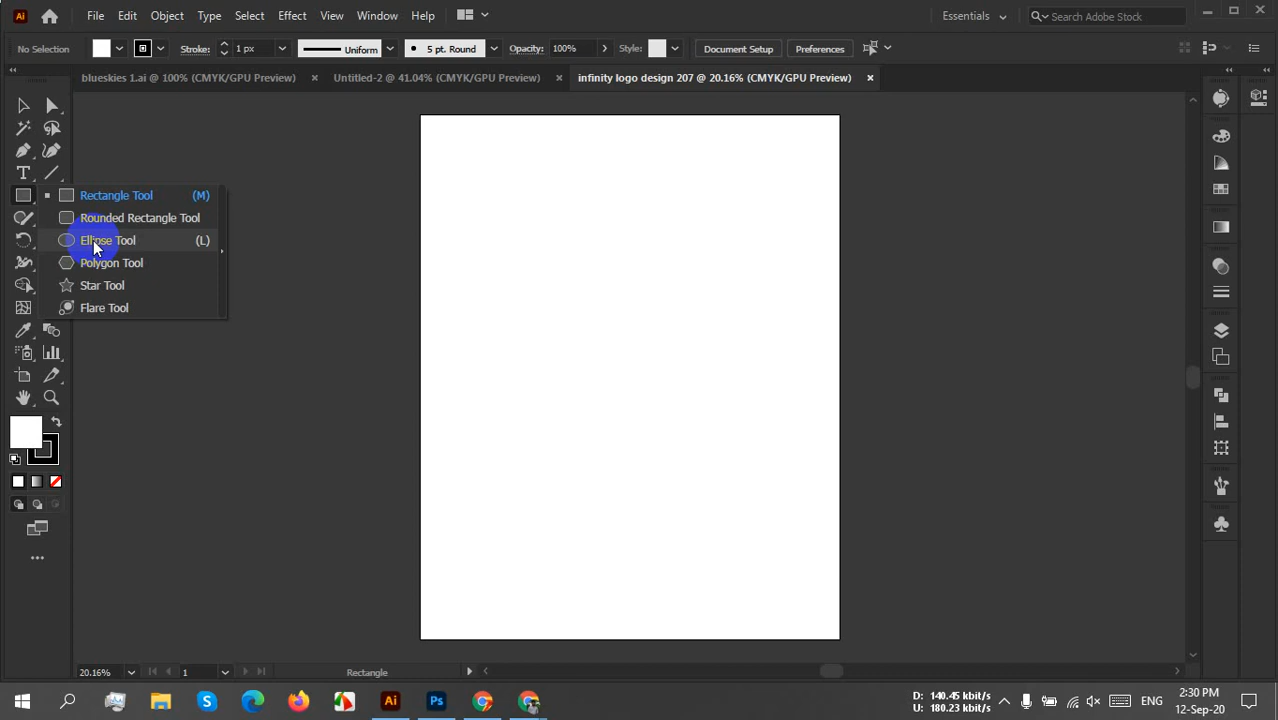 Ai File Edit Object Type Select Effect View Window Help Essentials Search Adobe Stock
No Selection Stroke: 1 px Uniform 5 pt. Round Opacity: 100% Style: Document Setup Preferences
blueskies 1.ai @ 100% (CMYK/GPU Preview) × Untitled-2 @ 41.04% (CMYK/GPU Preview) × infinity logo design 207 @ 20.16% (CMYK/GPU Preview) ×
Rectangle Tool (M)
Rounded Rectangle Tool
Ellipse Tool (L)
Polygon Tool
Star Tool
Flare Tool
20.16% 1 Rectangle
Ai Ps D: 140.45 kbit/s ENG 2:30 PM
U: 180.23 kbit/s 12-Sep-20